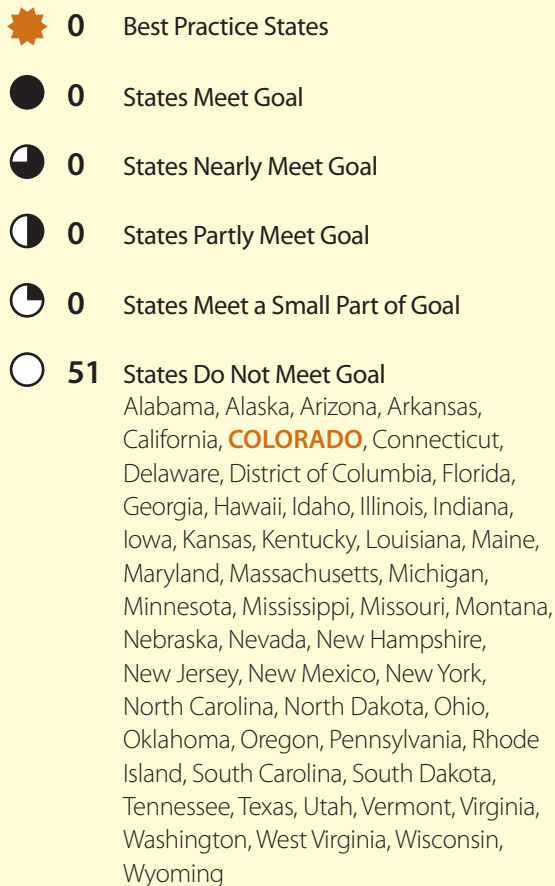 0 Best Practice States
0 States Meet Goal
0 States Nearly Meet Goal
0 States Partly Meet Goal
0 States Meet a Small Part of Goal
51 States Do Not Meet Goal
Alabama, Alaska, Arizona, Arkansas,
California, COLORADO, Connecticut,
Delaware, District of Columbia, Florida,
Georgia, Hawaii, Idaho, Illinois, Indiana,
Iowa, Kansas, Kentucky, Louisiana, Maine,
Maryland, Massachusetts, Michigan,
Minnesota, Mississippi, Missouri, Montana,
Nebraska, Nevada, New Hampshire,
New Jersey, New Mexico, New York,
North Carolina, North Dakota, Ohio,
Oklahoma, Oregon, Pennsylvania, Rhode
Island, South Carolina, South Dakota,
Tennessee, Texas, Utah, Vermont, Virginia,
Washington, West Virginia, Wisconsin,
Wyoming